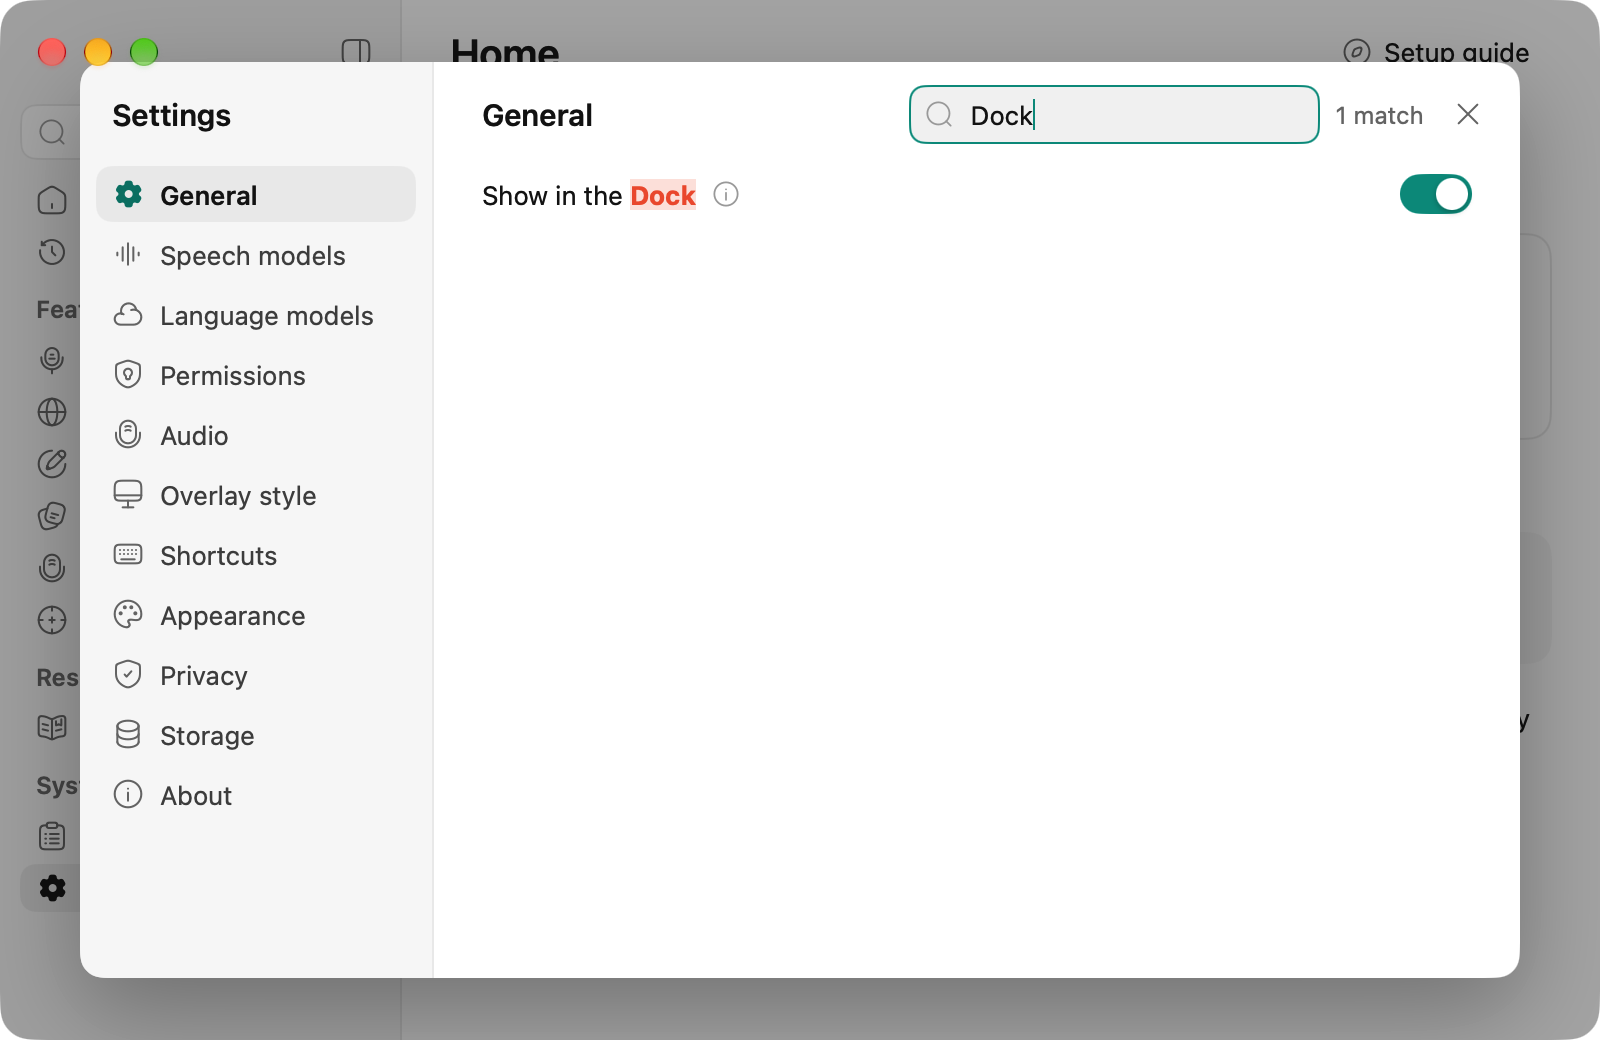 Home
Setup guide
Settings
General
Dock
1 match
General
Show in the Dock
Speech models
Language models
Permissions
Audio
Overlay style
Shortcuts
Appearance
Privacy
Storage
About